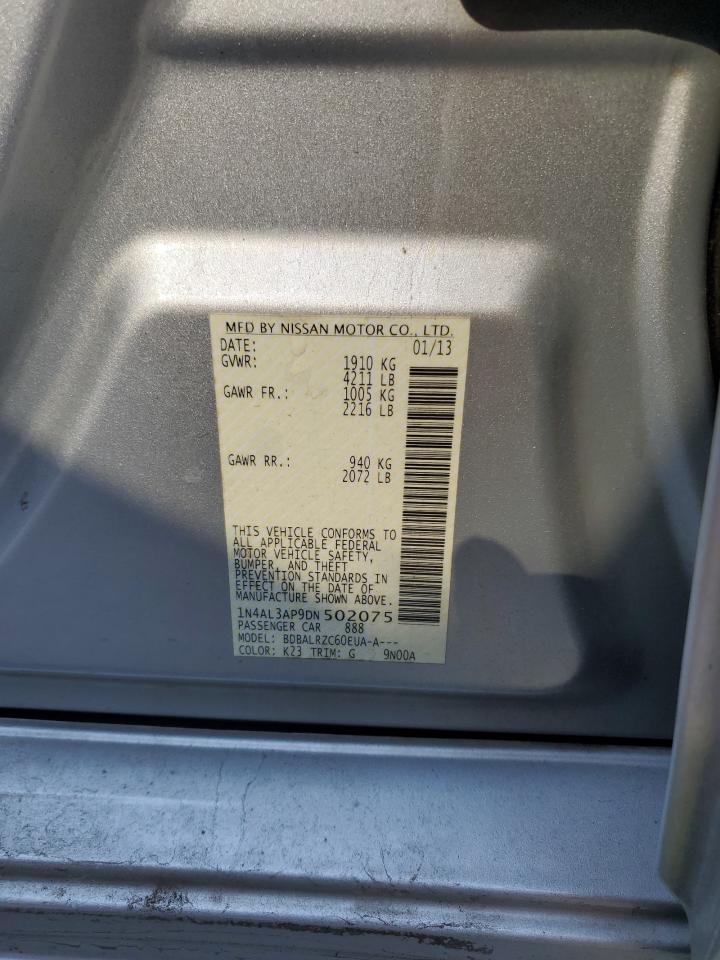 MFD BY NISSAN MOTOR CO., LTD.
DATE: 01/13
GVWR: 1910 KG
4211 LB
GAWR FR.: 1005 KG
2216 LB
GAWR RR.: 940 KG
2072 LB
THIS VEHICLE CONFORMS TO
ALL APPLICABLE FEDERAL
MOTOR VEHICLE SAFETY,
BUMPER, AND THEFT
PREVENTION STANDARDS IN
EFFECT ON THE DATE OF
MANUFACTURE SHOWN ABOVE.
1N4AL3AP9DN502075
PASSENGER CAR 888
MODEL: BDBALRZC60EUA-A---
COLOR: K23 TRIM: G 9N00A